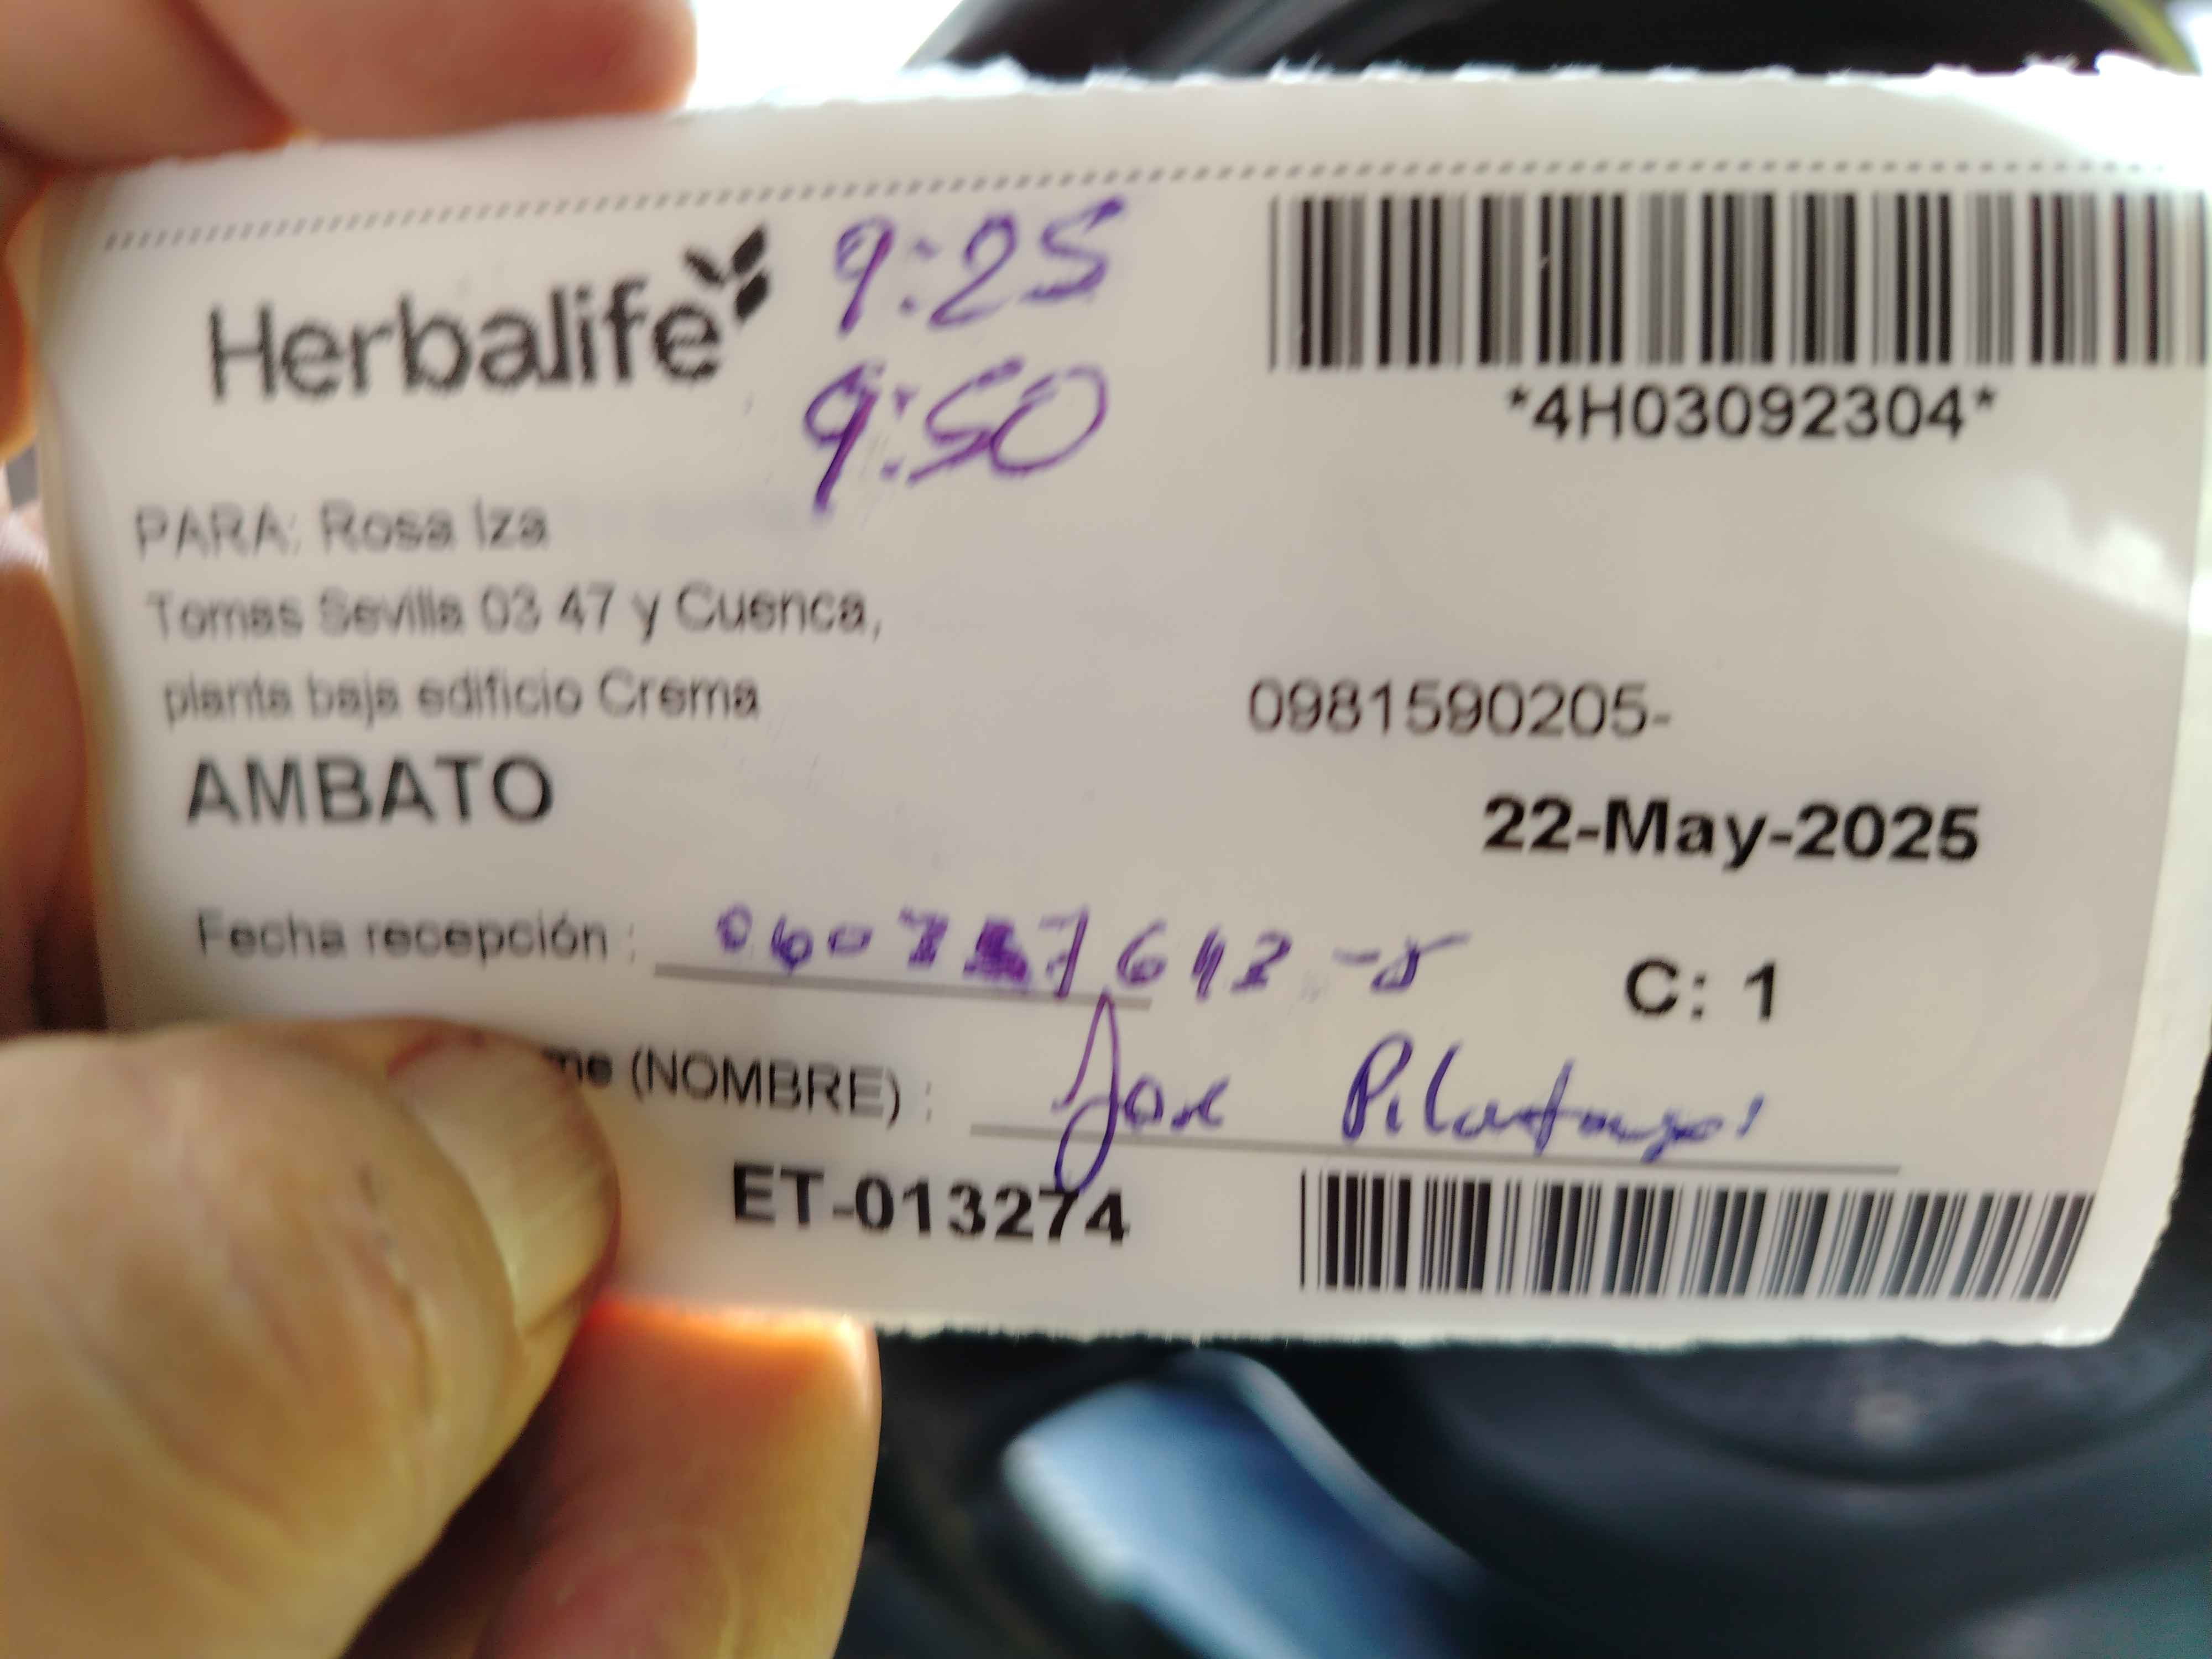 Herbalife
9:25
9:50
*4H03092304*
PARA: Rosa Iza
Tomas Sevilla 03 47 y Cuenca,
planta baja edificio Crema
0981590205-
AMBATO
22-May-2025
Fecha recepción :
C: 1
(NOMBRE) : Jose
ET-013274